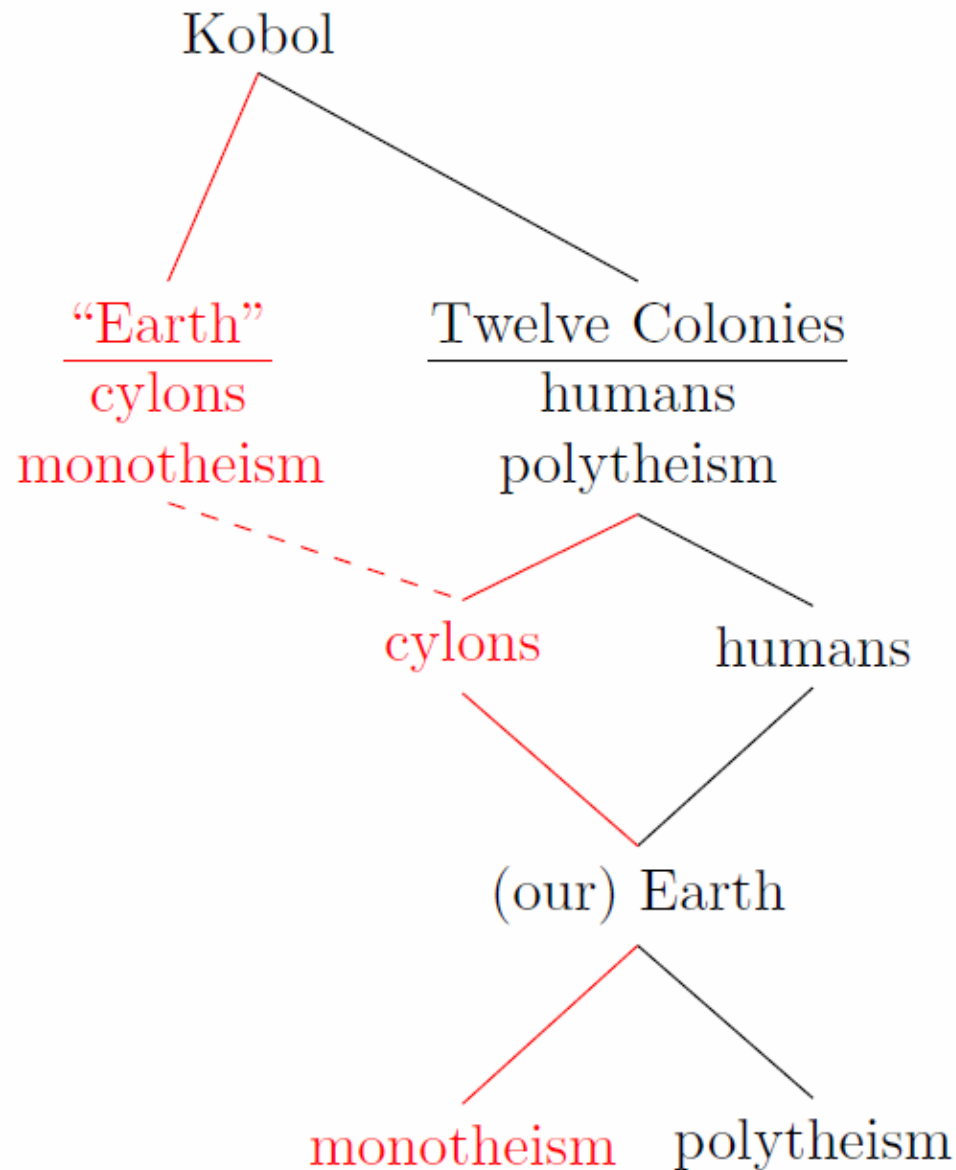 Kobol
“Earth” Twelve Colonies
cylons humans
monotheism polytheism
cylons humans
(our) Earth
monotheism polytheism